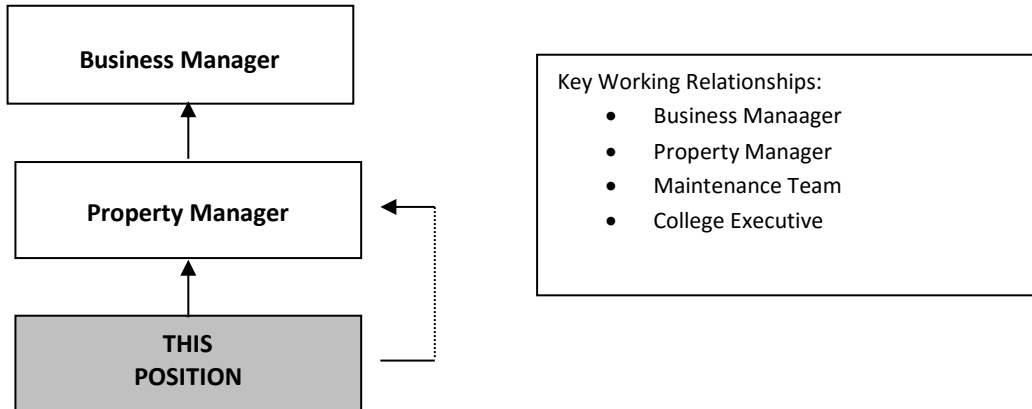 Business Manager
Property Manager
THIS
POSITION
Key Working Relationships:
• Business Manaager
• Property Manager
• Maintenance Team
• College Executive